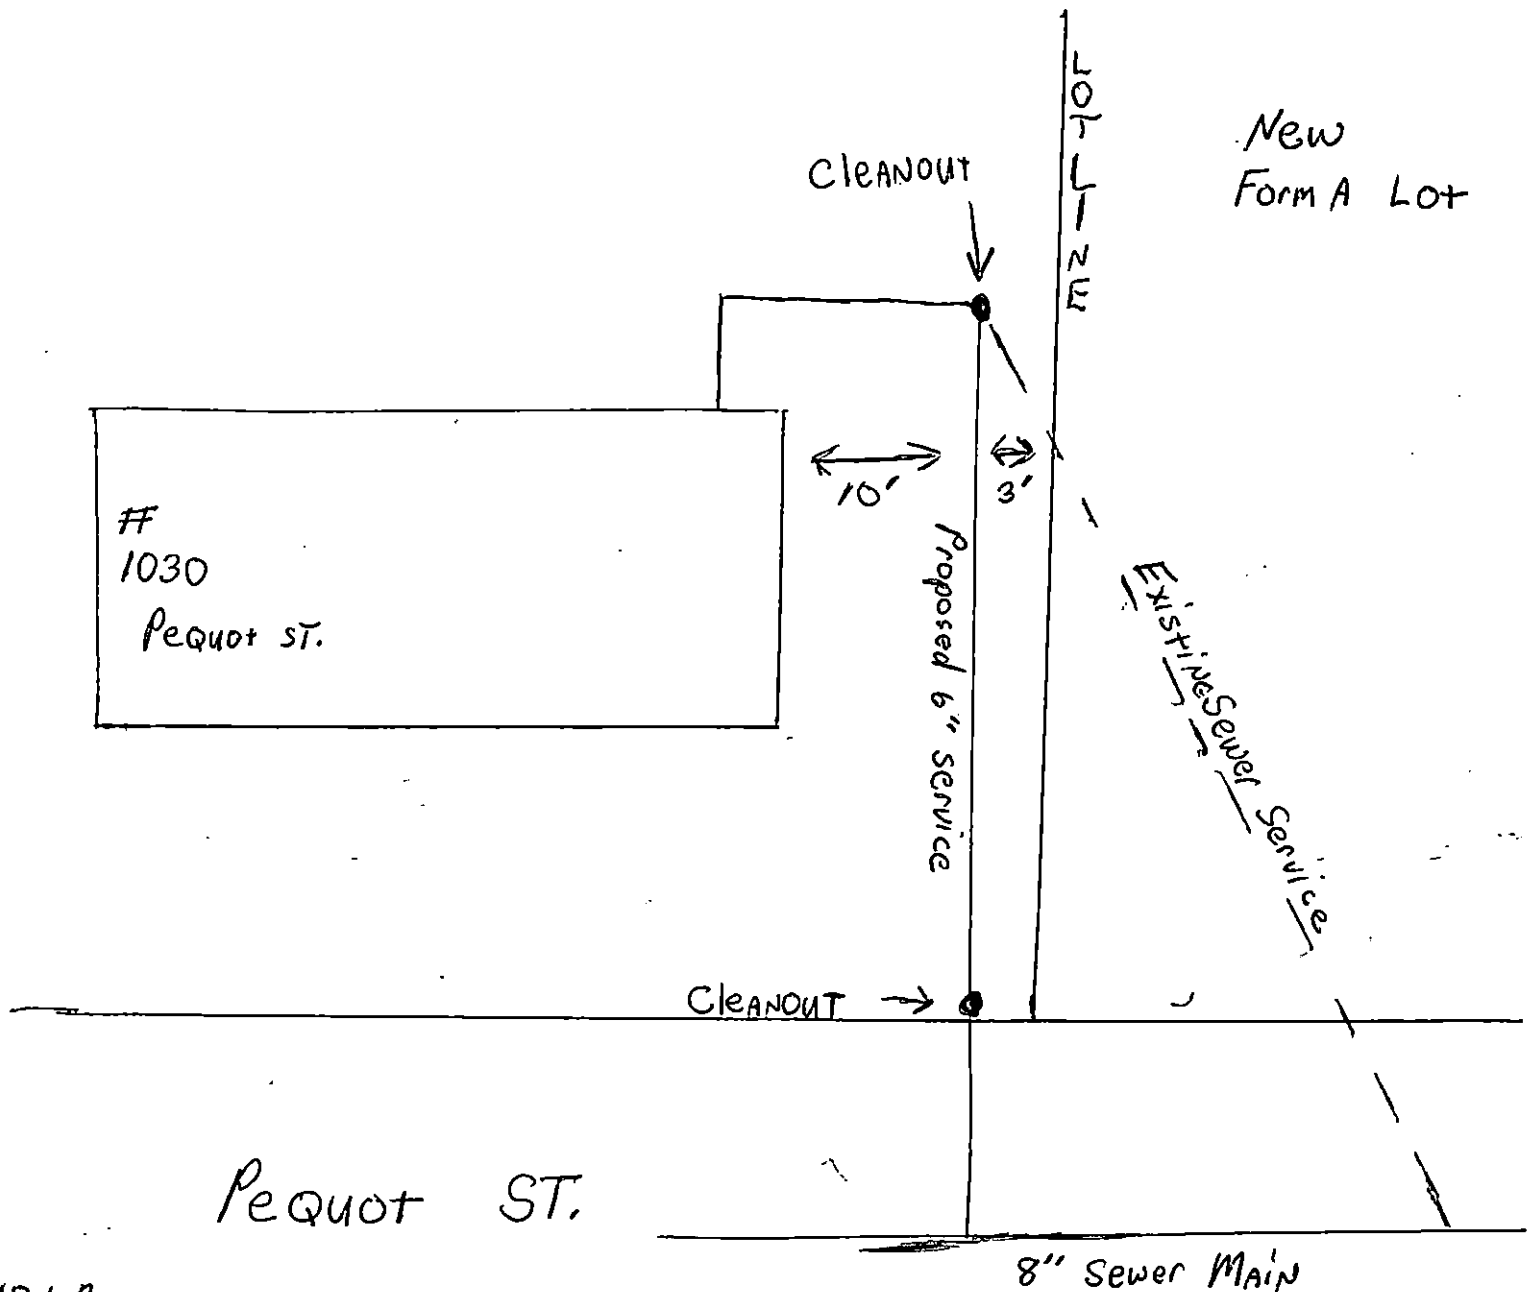 LOT LINE
New
Form A Lot
CleANOUT
10'
3'
#
1030
PeQuot ST.
Proposed 6" service
ExistiNG Sewer Service
CleANOUT
PeQuot ST.
8" Sewer MAiN